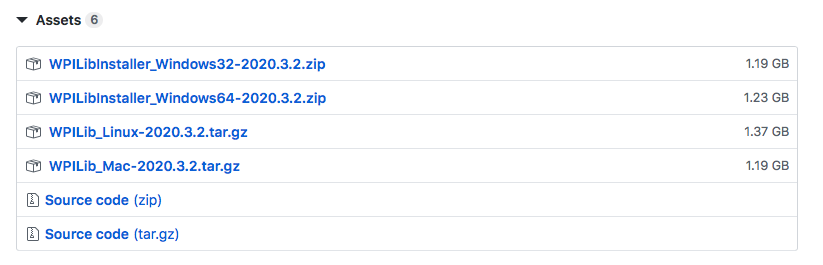 Assets 6
WPILibInstaller_Windows32-2020.3.2.zip 1.19 GB
WPILibInstaller_Windows64-2020.3.2.zip 1.23 GB
WPILib_Linux-2020.3.2.tar.gz 1.37 GB
WPILib_Mac-2020.3.2.tar.gz 1.19 GB
Source code (zip)
Source code (tar.gz)